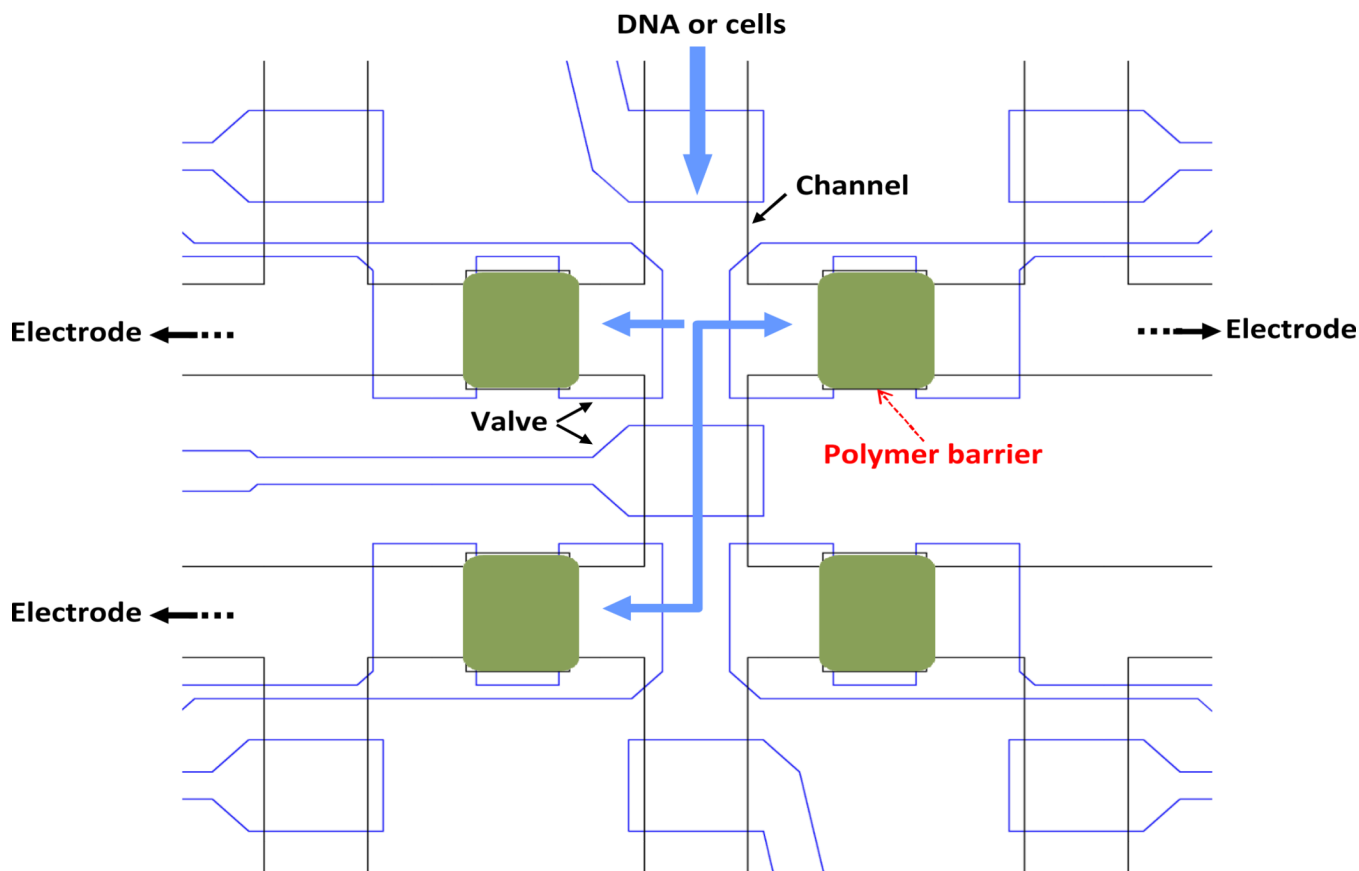 DNA or cells
Channel
Electrode
Electrode
Valve
Polymer barrier
Electrode